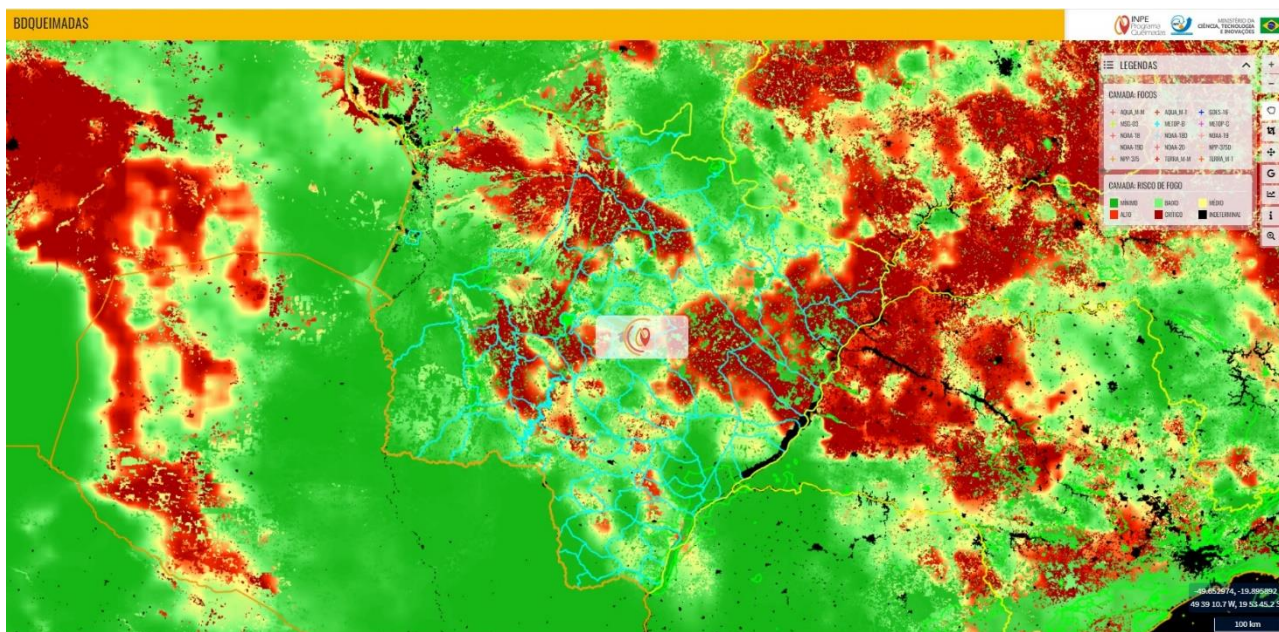 BDQUEIMADAS
INPE
Programa
Queimadas
MINISTÉRIO DA
CIÊNCIA, TECNOLOGIA
E INOVAÇÕES
LEGENDAS
CAMADA: FOCOS
AQUA_M-M AQUA_M-T GOES-16
MSG-03 METOP-B METOP-C
NOAA-18 NOAA-18D NOAA-19
NOAA-19D NOAA-20 NPP-375D
NPP-375 TERRA_M-M TERRA_M-T
CAMADA: RISCO DE FOGO
MÍNIMO BAIXO MÉDIO
ALTO CRÍTICO
-49.652974, -19.895892
49 39 10.7 W, 19 53 45.2 S
100 km